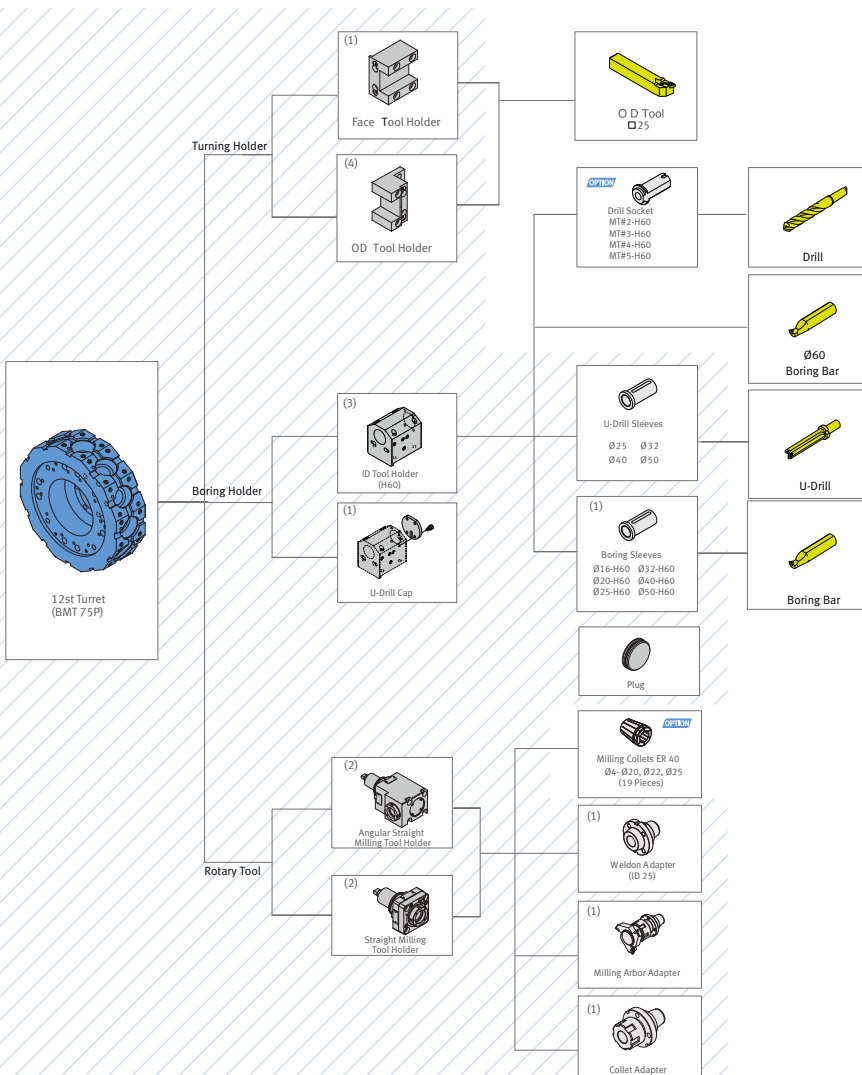 (1)
Face Tool Holder
O D Tool
□25
Turning Holder
(4)
OD Tool Holder
OPTION
Drill Socket
MT#2-H60
MT#3-H60
MT#4-H60
MT#5-H60
Drill
Ø60
Boring Bar
12st Turret
(BMT 75P)
Boring Holder
(3)
ID Tool Holder
(H60)
(1)
U-Drill Cap
U-Drill Sleeves
Ø25 Ø32
Ø40 Ø50
U-Drill
(1)
Boring Sleeves
Ø16-H60 Ø32-H60
Ø20-H60 Ø40-H60
Ø25-H60 Ø50-H60
Boring Bar
Plug
Rotary Tool
(2)
Angular Straight
Milling Tool Holder
(2)
Straight Milling
Tool Holder
OPTION
Milling Collets ER 40
Ø4- Ø20, Ø22, Ø25
(19 Pieces)
(1)
Weldon Adapter
(ID 25)
(1)
Milling Arbor Adapter
(1)
Collet Adapter